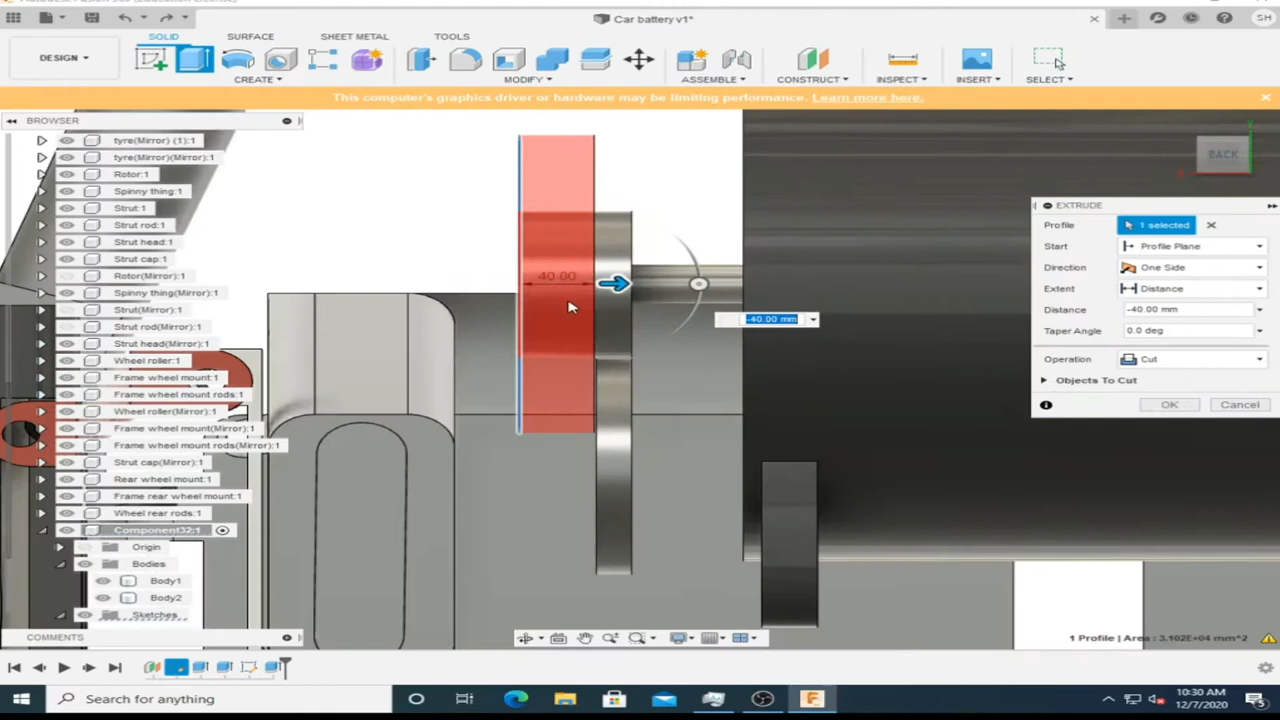 Car battery v1*
SH
DESIGN
SOLID
SURFACE
SHEET METAL
TOOLS
CREATE
MODIFY
ASSEMBLE
CONSTRUCT
INSPECT
INSERT
SELECT
This computer's graphics driver or hardware may be limiting performance. Learn more here.
BROWSER
tyre(Mirror) (1):1
tyre(Mirror)(Mirror):1
Rotor:1
Spinny thing:1
Strut:1
Strut rod:1
Strut head:1
Strut cap:1
Rotor(Mirror):1
Spinny thing(Mirror):1
Strut(Mirror):1
Strut rod(Mirror):1
Strut head(Mirror):1
Wheel roller:1
Frame wheel mount:1
Frame wheel mount rods:1
Wheel roller(Mirror):1
Frame wheel mount(Mirror):1
Frame wheel mount rods(Mirror):1
Strut cap(Mirror):1
Rear wheel mount:1
Frame rear wheel mount:1
Wheel rear rods:1
Component32:1
Origin
Bodies
Body1
Body2
Sketches
COMMENTS
40.00
-40.00 mm
BACK
EXTRUDE
Profile 1 selected
Start Profile Plane
Direction One Side
Extent Distance
Distance -40.00 mm
Taper Angle 0.0 deg
Operation Cut
Objects To Cut
OK Cancel
1 Profile | Area : 3.102E+04 mm^2
Search for anything
10:30 AM
12/7/2020